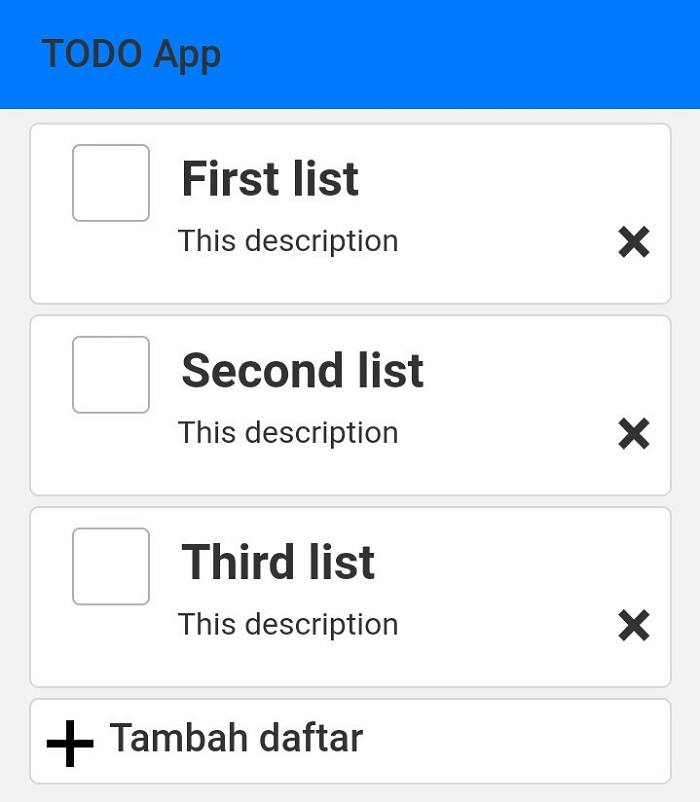 TODO App
First list
This description
Second list
This description
Third list
This description
Tambah daftar